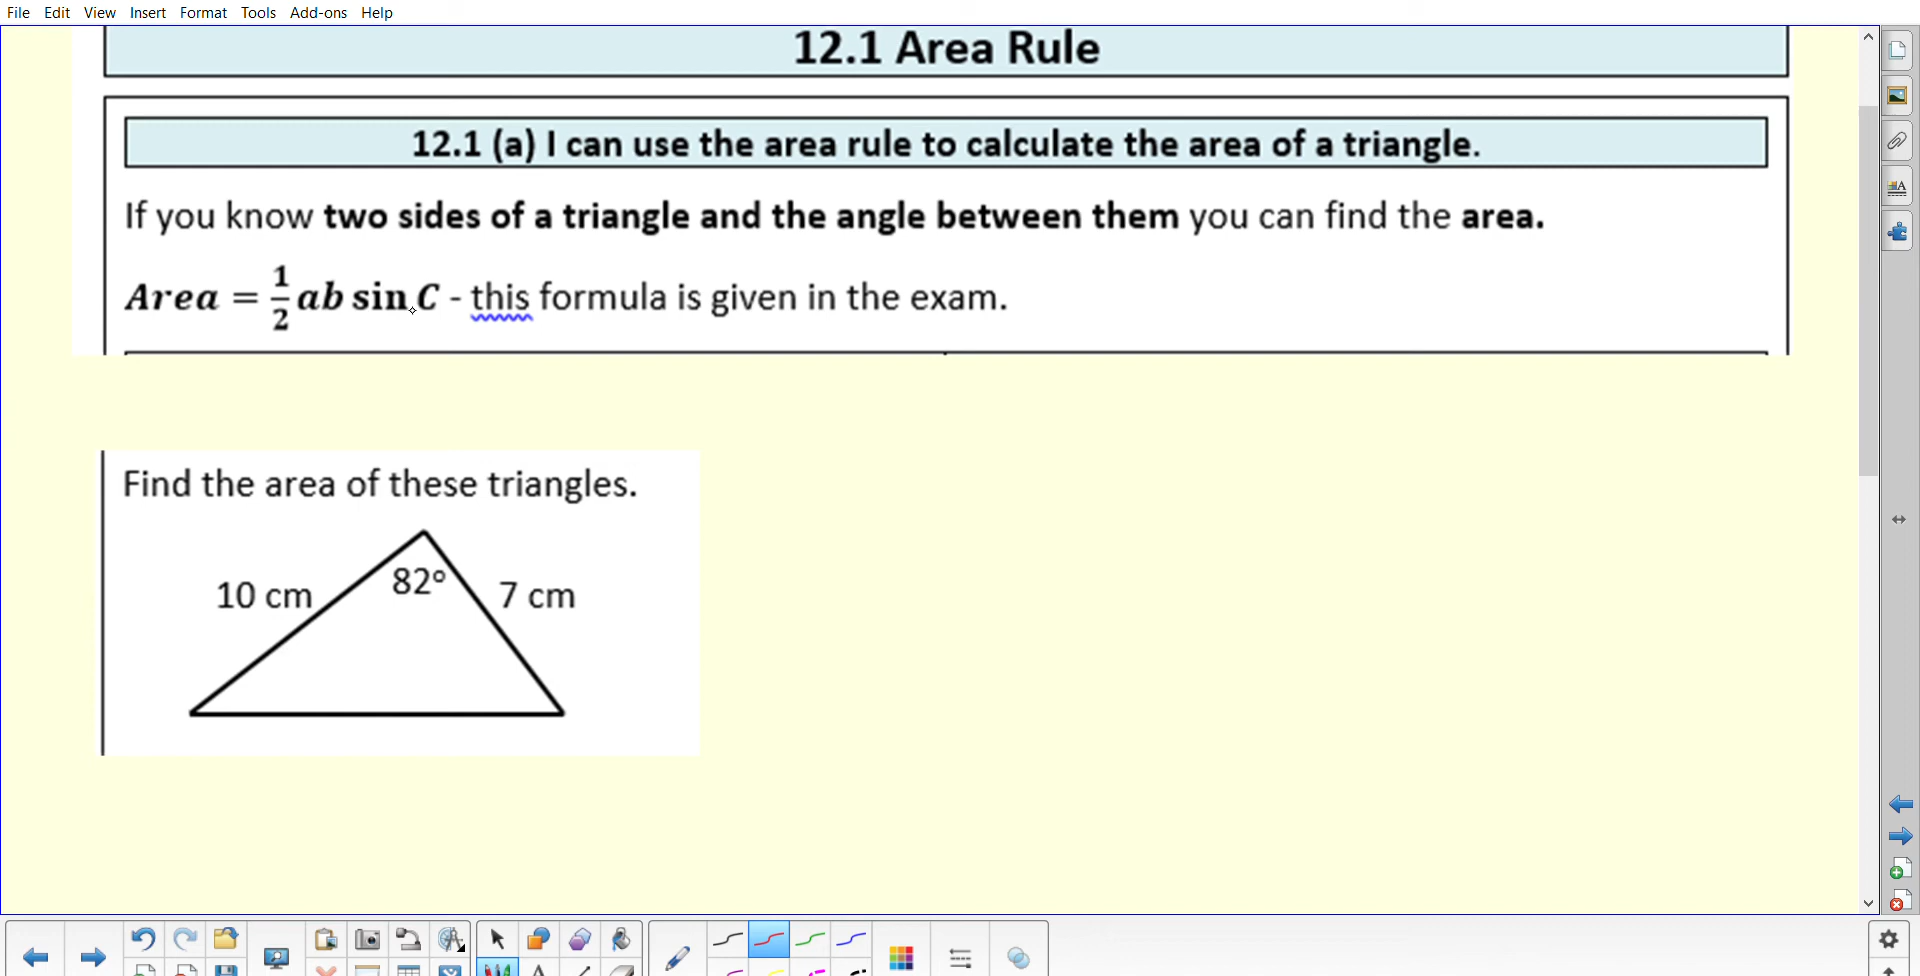 File Edit View Insert Format Tools Add-ons Help
12.1 Area Rule
12.1 (a) I can use the area rule to calculate the area of a triangle.
If you know two sides of a triangle and the angle between them you can find the area.
Area = 1/2 ab sin C - this formula is given in the exam.
Find the area of these triangles.
82°
10 cm 7 cm